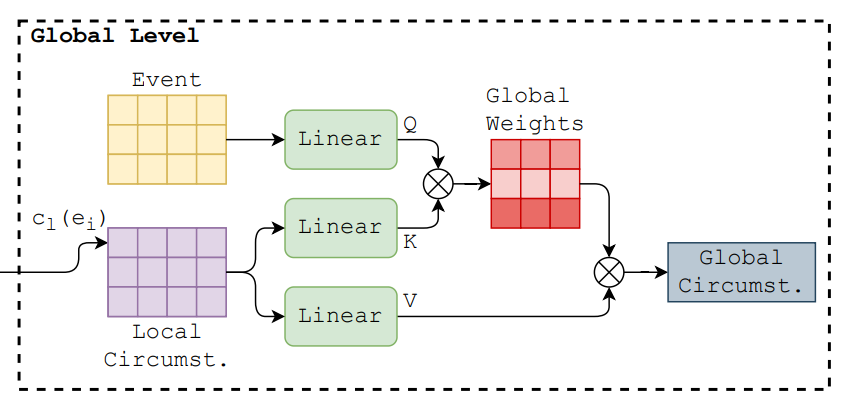 Global Level
Event
Linear
Q
Global
Weights
c_l(e_i)
Linear
K
Global
Circumst.
Linear
V
Local
Circumst.